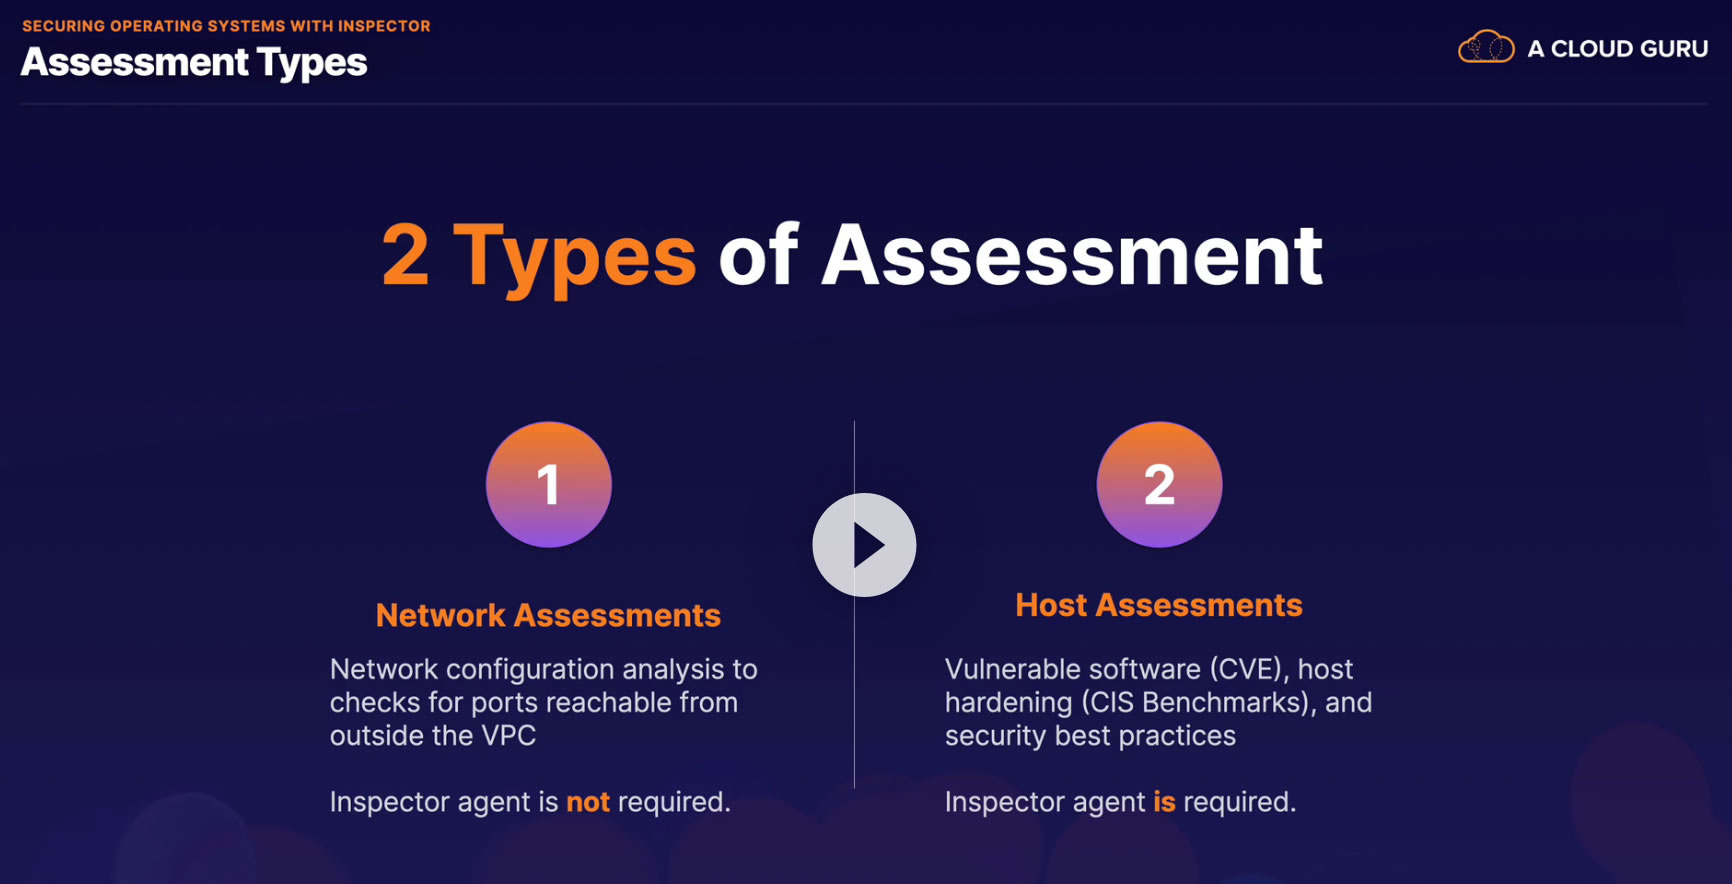 SECURING OPERATING SYSTEMS WITH INSPECTOR
Assessment Types
A CLOUD GURU
2 Types of Assessment
1
Network Assessments
Network configuration analysis to
checks for ports reachable from
outside the VPC
Inspector agent is not required.
2
Host Assessments
Vulnerable software (CVE), host
hardening (CIS Benchmarks), and
security best practices
Inspector agent is required.